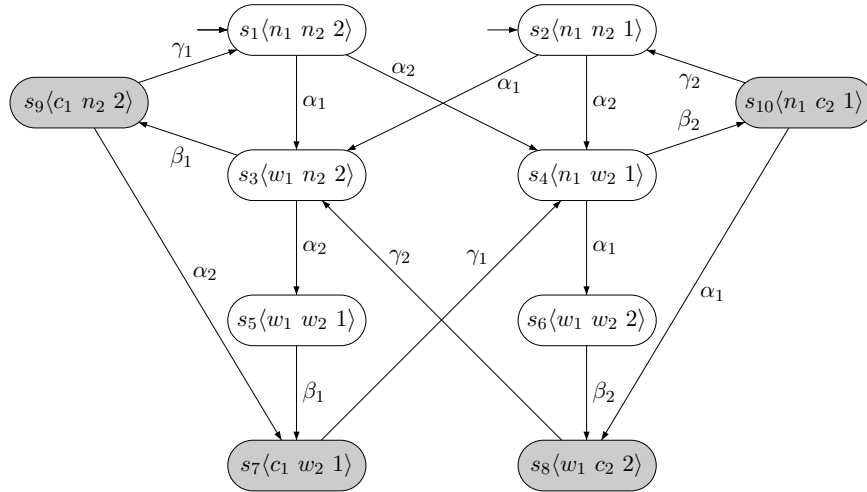 s₁⟨n₁ n₂ 2⟩
s₂⟨n₁ n₂ 1⟩
γ₁
α₂
α₁
γ₂
s₉⟨c₁ n₂ 2⟩
α₁
α₂
s₁₀⟨n₁ c₂ 1⟩
β₂
β₁
s₃⟨w₁ n₂ 2⟩
s₄⟨n₁ w₂ 1⟩
α₂
α₂
γ₂
γ₁
α₁
α₁
s₅⟨w₁ w₂ 1⟩
s₆⟨w₁ w₂ 2⟩
β₁
β₂
s₇⟨c₁ w₂ 1⟩
s₈⟨w₁ c₂ 2⟩